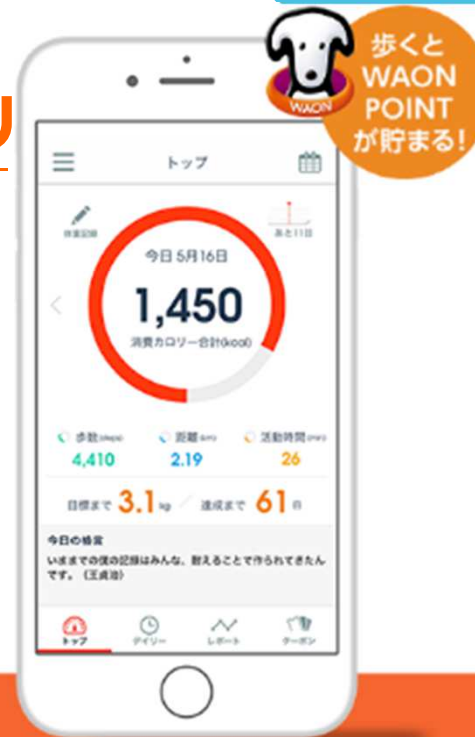 歩くと
WAON
POINT
が貯まる!
WAON
トップ
体重記録
あと11日
今日 5月16日
1,450
消費カロリー合計(kcal)
歩数(steps)
距離(km)
活動時間(min)
4,410
2.19
26
目標まで 3.1 kg / 達成まで 61 日
今日の格言
いままでの僕の記録はみんな、耐えることで作られてきたん
です。(王貞治)
トップ
デイリー
レポート
クーポン